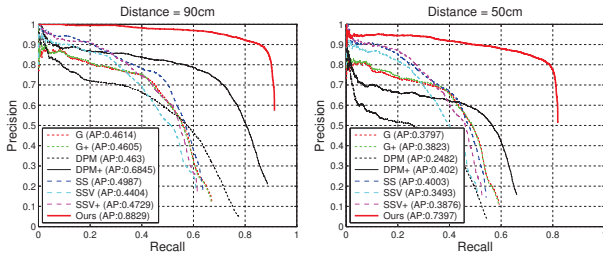 Distance = 90cm
Precision
1
0.9
0.8
0.7
0.6
0.5
0.4
0.3
0.2
0.1
0
G (AP:0.4614)
G+ (AP:0.4605)
DPM (AP:0.463)
DPM+ (AP:0.6845)
SS (AP:0.4987)
SSV (AP:0.4404)
SSV+ (AP:0.4729)
Ours (AP:0.8829)
0 0.2 0.4 0.6 0.8 1
Recall
Distance = 50cm
Precision
1
0.9
0.8
0.7
0.6
0.5
0.4
0.3
0.2
0.1
0
G (AP:0.3797)
G+ (AP:0.3823)
DPM (AP:0.2482)
DPM+ (AP:0.402)
SS (AP:0.4003)
SSV (AP:0.3493)
SSV+ (AP:0.3876)
Ours (AP:0.7397)
0 0.2 0.4 0.6 0.8 1
Recall